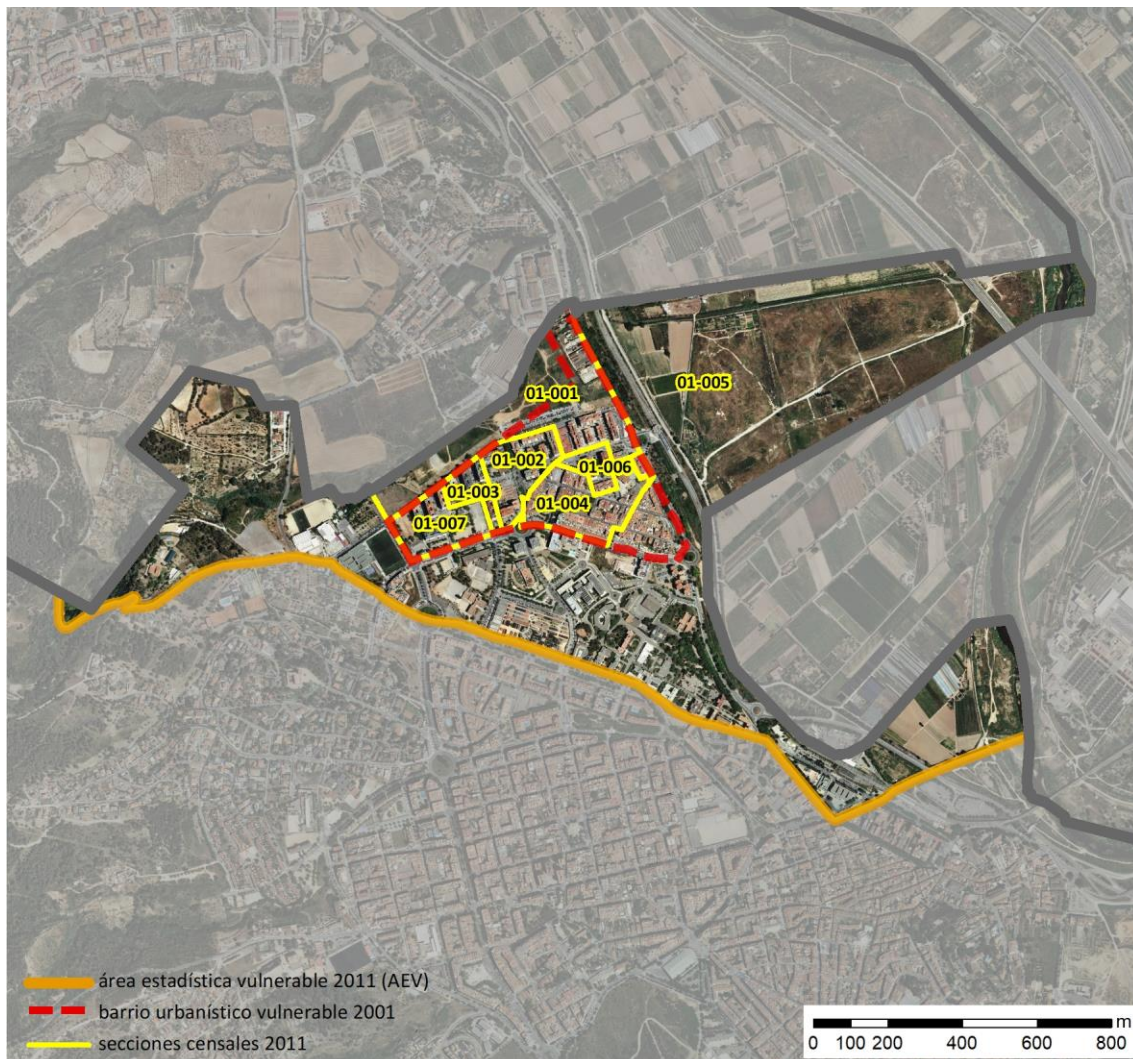 01-005
01-001
01-002
01-006
01-003
01-004
01-007
área estadística vulnerable 2011 (AEV)
barrio urbanístico vulnerable 2001
secciones censales 2011
m
0 100 200 400 600 800